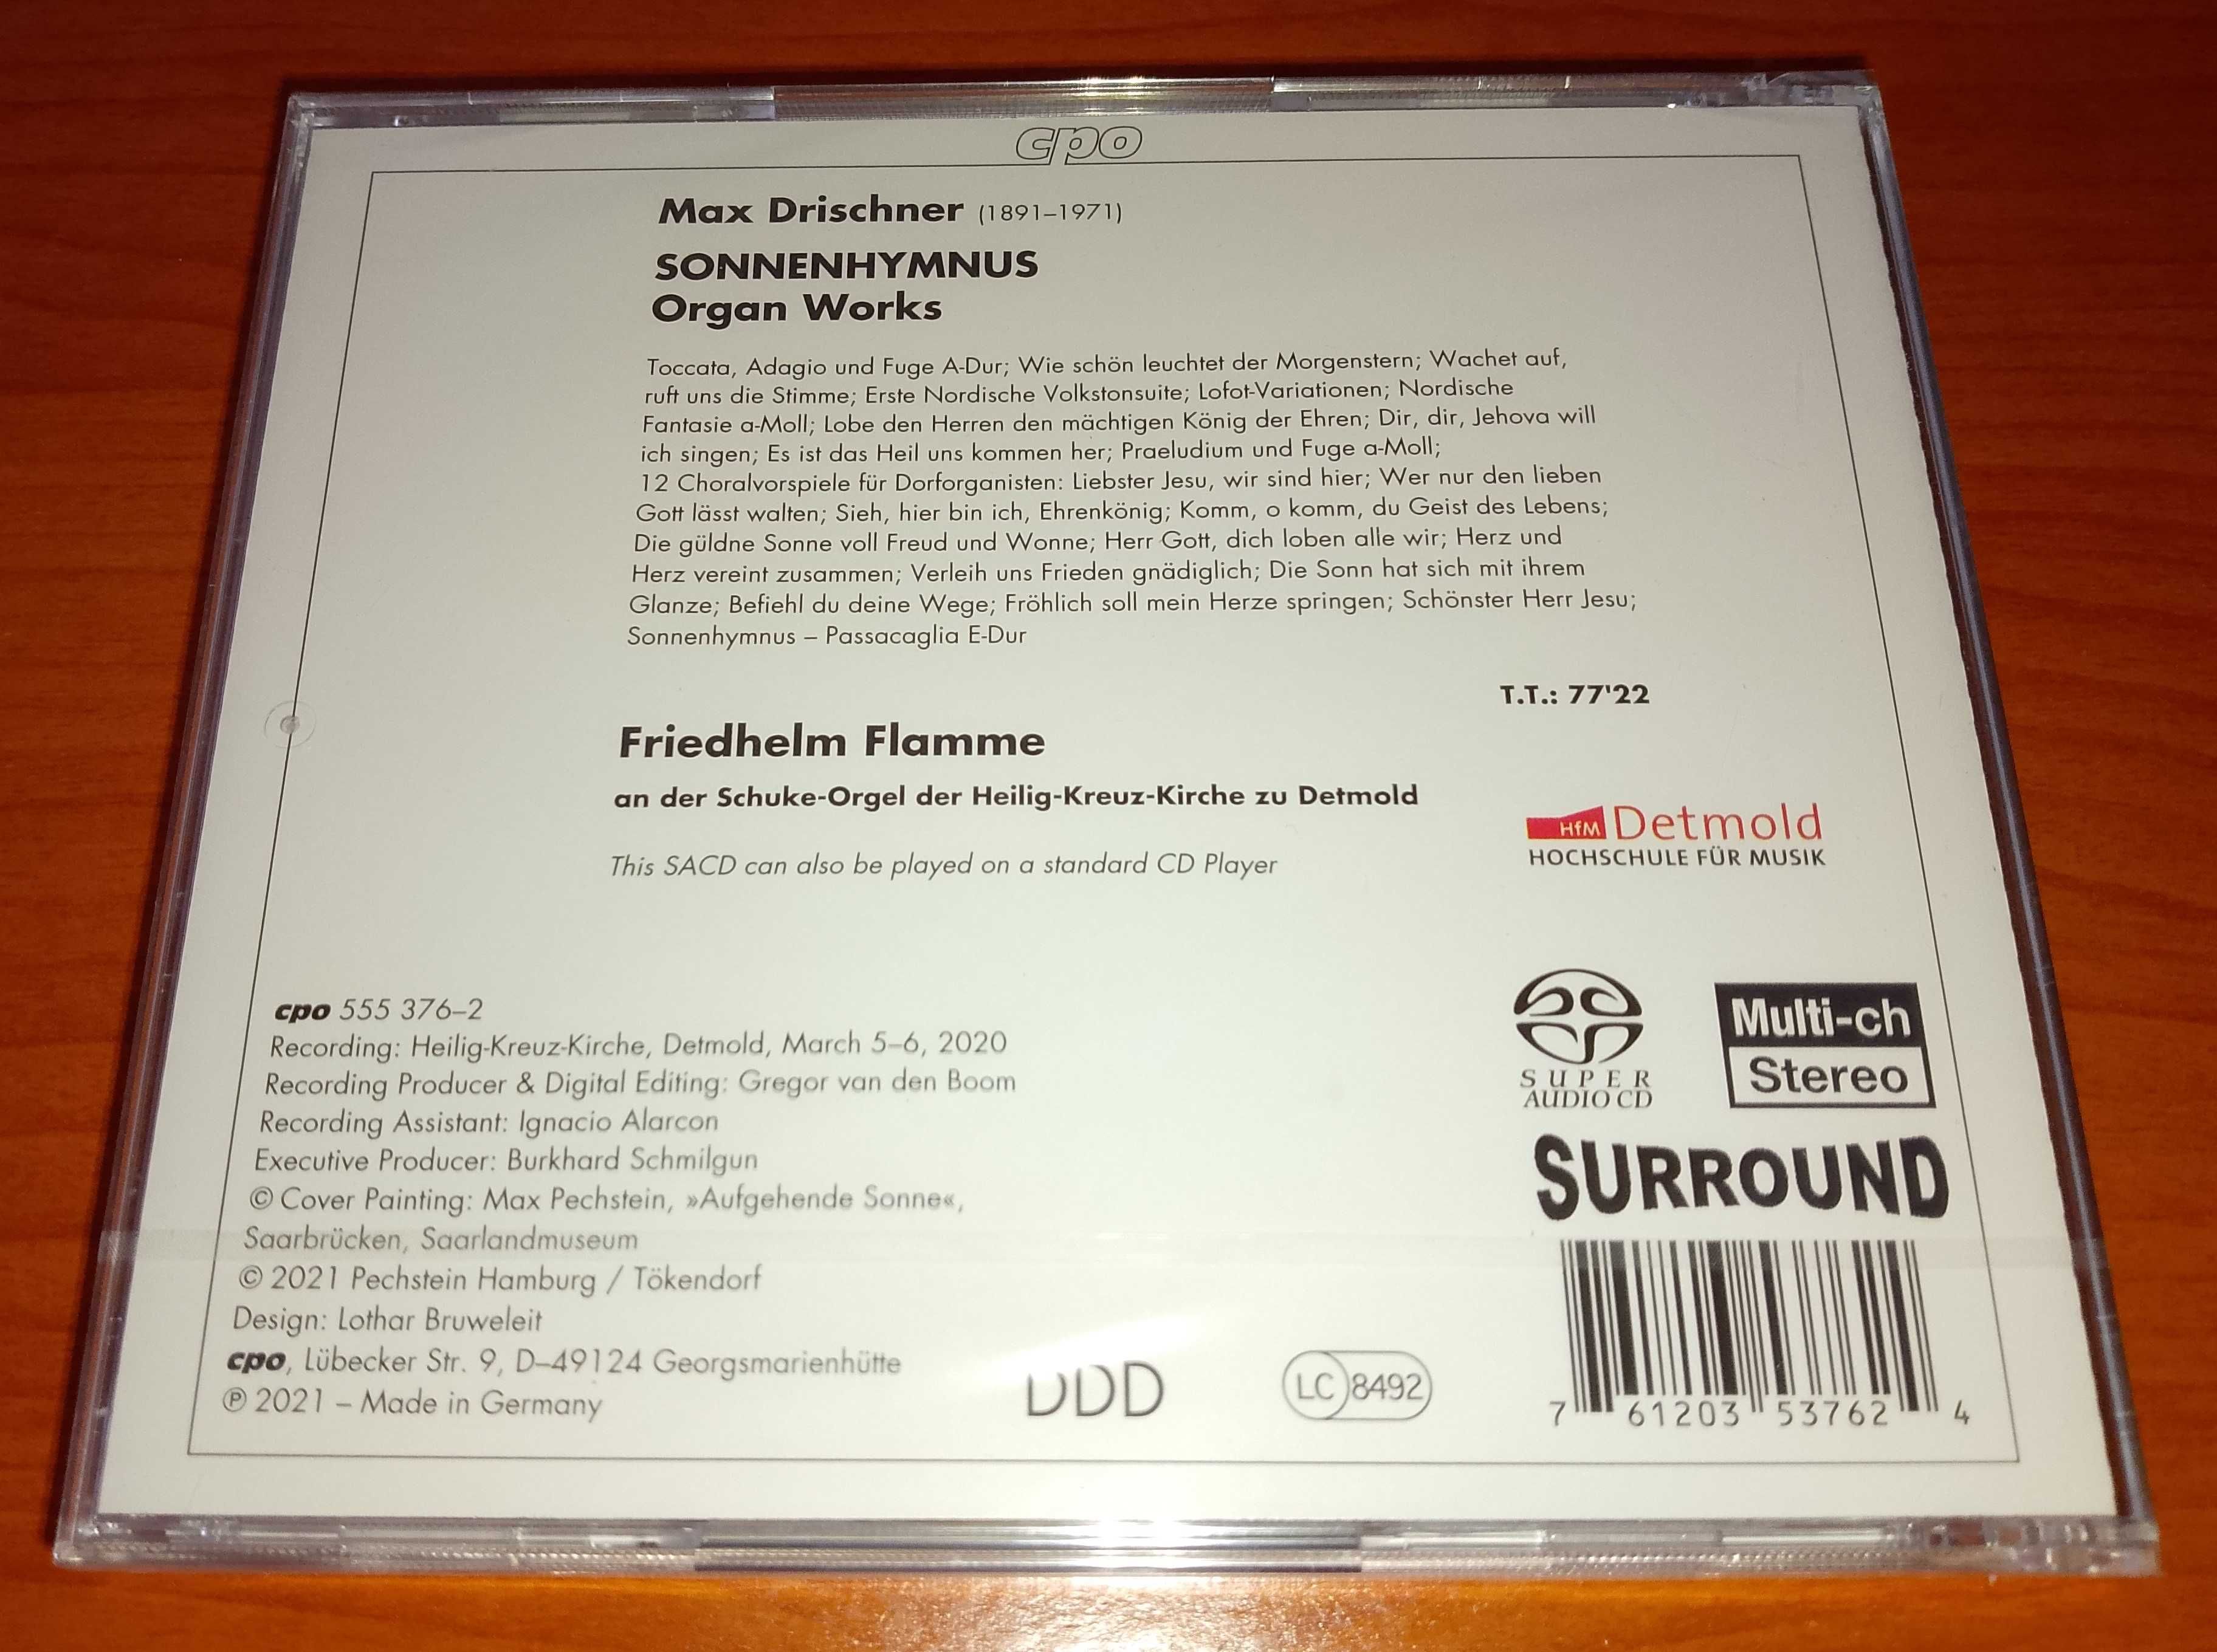 cpo
Max Drischner (1891–1971)
SONNENHYMNUS
Organ Works
Toccata, Adagio und Fuge A-Dur; Wie schön leuchtet der Morgenstern; Wachet auf,
ruft uns die Stimme; Erste Nordische Volkstonsuite; Lofot-Variationen; Nordische
Fantasie a-Moll; Lobe den Herren den mächtigen König der Ehren; Dir, dir, Jehova will
ich singen; Es ist das Heil uns kommen her; Praeludium und Fuge a-Moll;
12 Choralvorspiele für Dorforganisten: Liebster Jesu, wir sind hier; Wer nur den lieben
Gott lässt walten; Sieh, hier bin ich, Ehrenkönig; Komm, o komm, du Geist des Lebens;
Die güldne Sonne voll Freud und Wonne; Herr Gott, dich loben alle wir; Herz und
Herz vereint zusammen; Verleih uns Frieden gnädiglich; Die Sonn hat sich mit ihrem
Glanze; Befiehl du deine Wege; Fröhlich soll mein Herze springen; Schönster Herr Jesu;
Sonnenhymnus – Passacaglia E-Dur
T.T.: 77'22
Friedhelm Flamme
an der Schuke-Orgel der Heilig-Kreuz-Kirche zu Detmold
This SACD can also be played on a standard CD Player
HfM Detmold
HOCHSCHULE FÜR MUSIK
cpo 555 376–2
Recording: Heilig-Kreuz-Kirche, Detmold, March 5–6, 2020
Recording Producer & Digital Editing: Gregor van den Boom
Recording Assistant: Ignacio Alarcon
Executive Producer: Burkhard Schmilgun
© Cover Painting: Max Pechstein, »Aufgehende Sonne«,
Saarbrücken, Saarlandmuseum
© 2021 Pechstein Hamburg / Tökendorf
Design: Lothar Bruweleit
cpo, Lübecker Str. 9, D–49124 Georgsmarienhütte
℗ 2021 – Made in Germany
DDD
LC 8492
SUPER
AUDIO CD
Multi-ch
Stereo
SURROUND
7 61203 53762 4